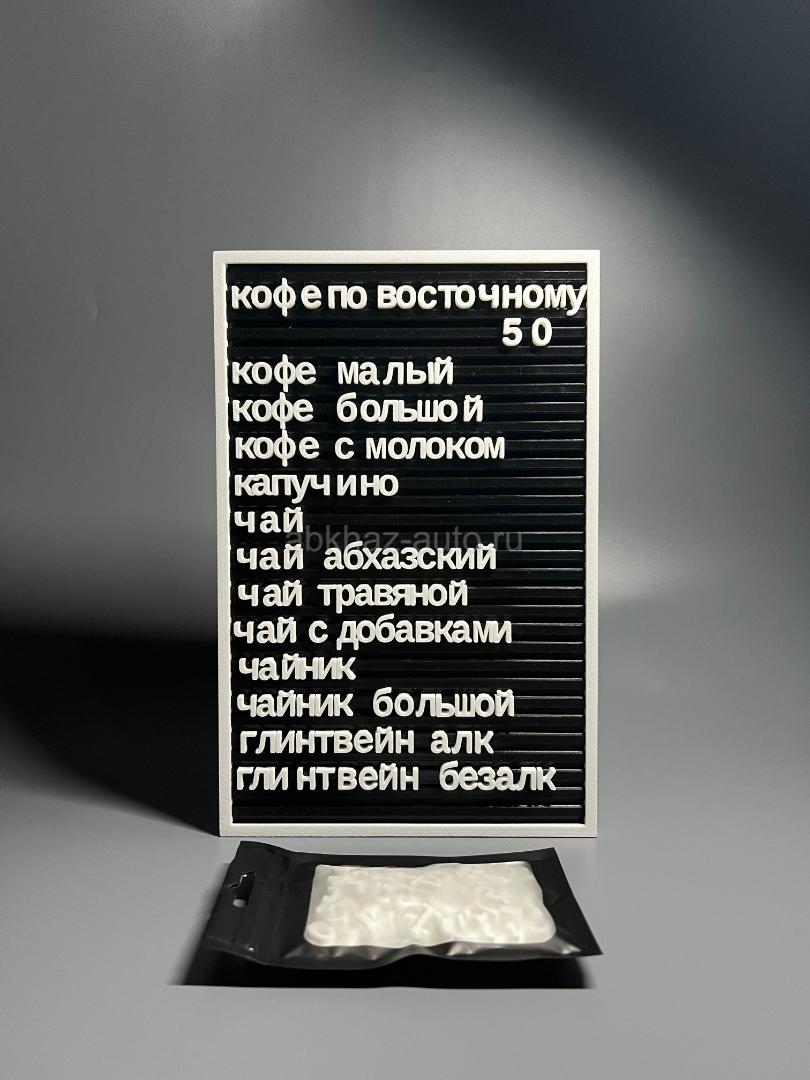 кофе по восточному
50
кофе малый
кофе большой
кофе с молоком
капучино
чай
abkhaz-auto.ru
чай абхазский
чай травяной
чай с добавками
чайник
чайник большой
глинтвейн алк
глинтвейн безалк